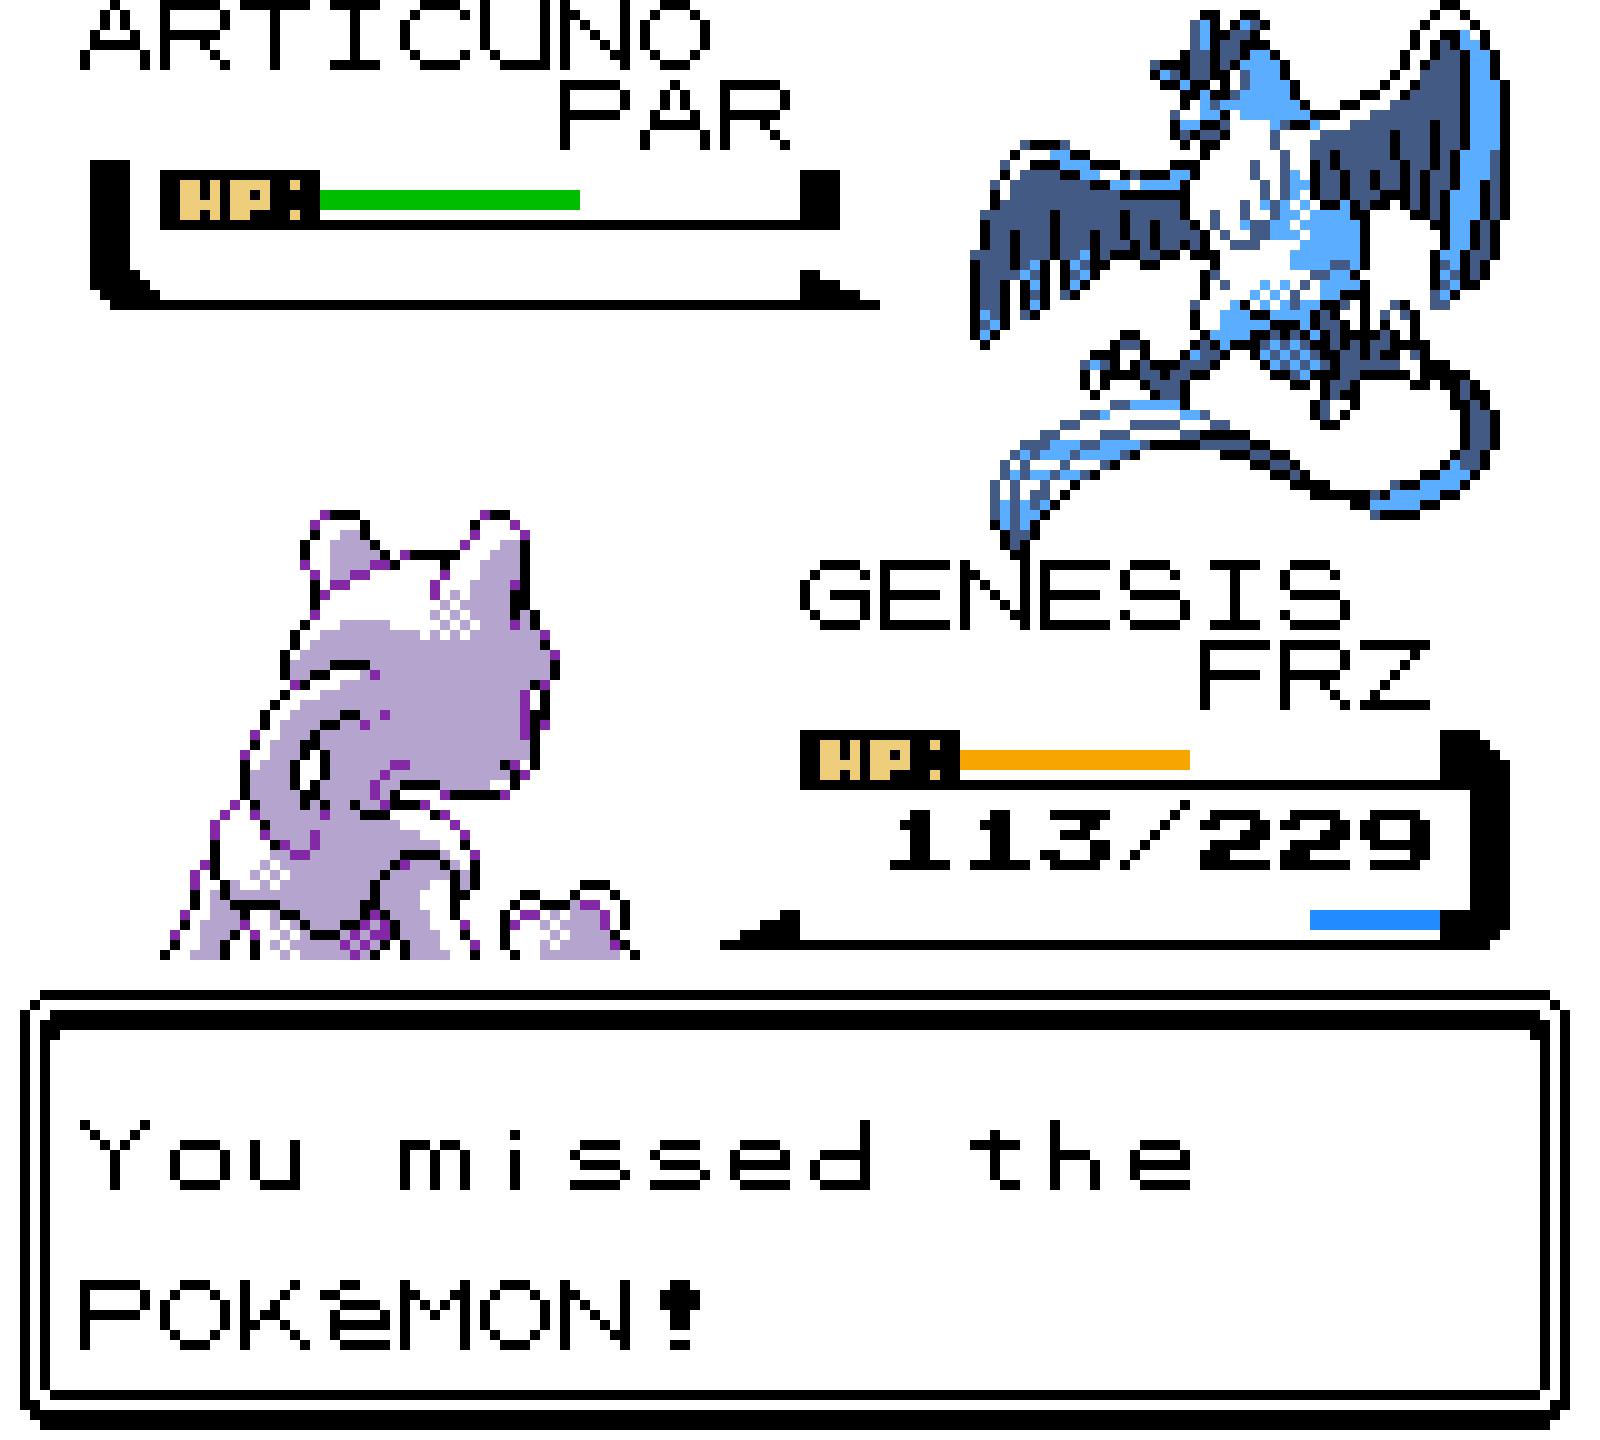 ARTICUNO
PAR
HP:
GENESIS
FRZ
HP:
113/229
You missed the
POKéMON!